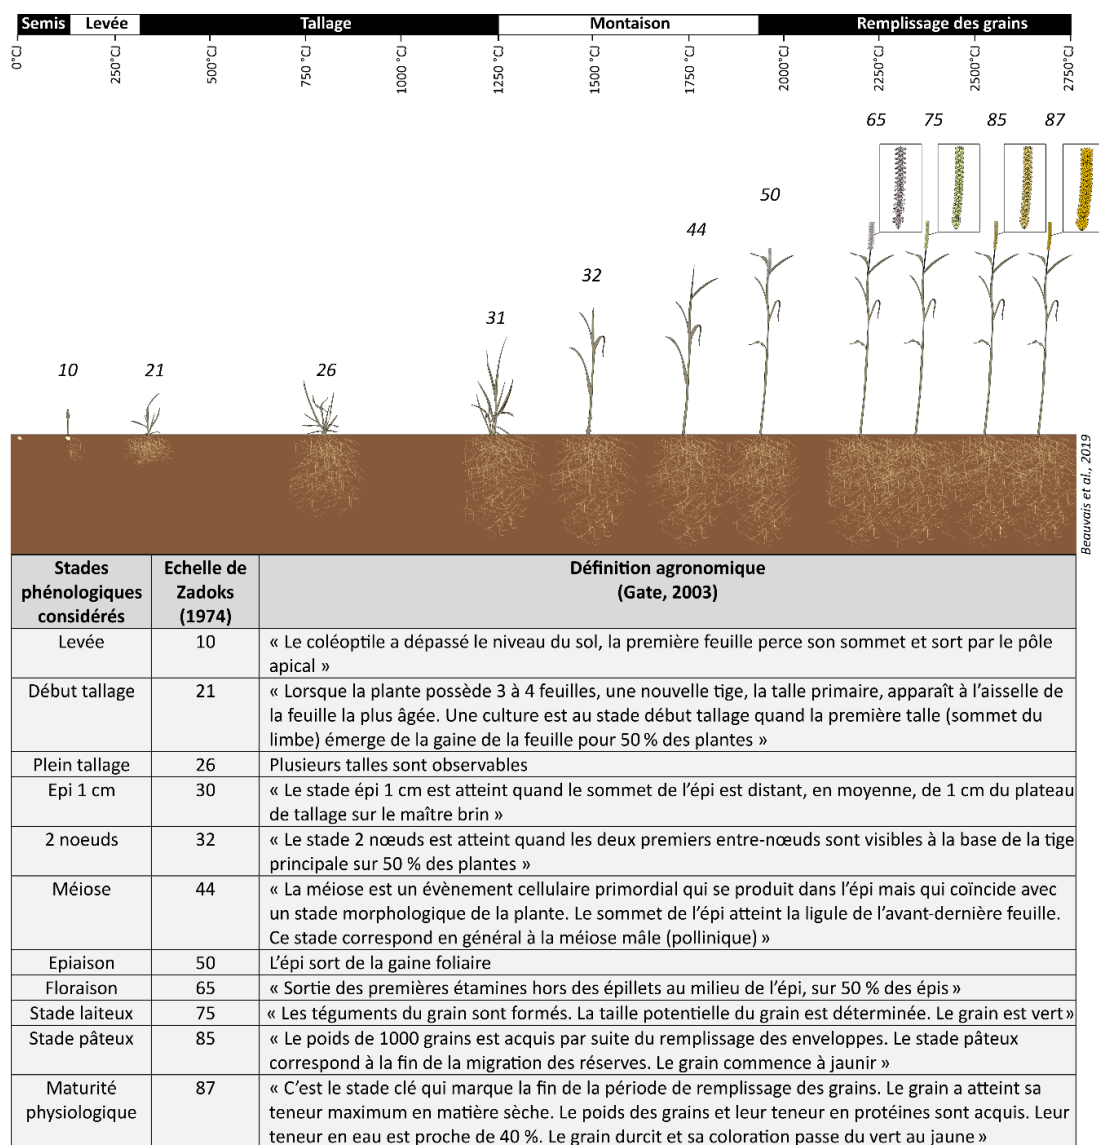 Semis Levée Tallage Montaison Remplissage des grains
0°CJ 250°CJ 500°CJ 750 °CJ 1000 °CJ 1250 °CJ 1500 °CJ 1750 °CJ 2000 °CJ 2250°CJ 2500°CJ 2750°CJ
65 75 85 87
50
44
32
31
10 21 26
Beauvais et al., 2019
Stades
phénologiques
considérés
Echelle de
Zadoks
(1974)
Définition agronomique
(Gate, 2003)
Levée 10 « Le coléoptile a dépassé le niveau du sol, la première feuille perce son sommet et sort par le pôle
apical »
Début tallage 21 « Lorsque la plante possède 3 à 4 feuilles, une nouvelle tige, la talle primaire, apparaît à l'aisselle de
la feuille la plus âgée. Une culture est au stade début tallage quand la première talle (sommet du
limbe) émerge de la gaine de la feuille pour 50 % des plantes »
Plein tallage 26 Plusieurs talles sont observables
Epi 1 cm 30 « Le stade épi 1 cm est atteint quand le sommet de l'épi est distant, en moyenne, de 1 cm du plateau
de tallage sur le maître brin »
2 noeuds 32 « Le stade 2 nœuds est atteint quand les deux premiers entre-nœuds sont visibles à la base de la tige
principale sur 50 % des plantes »
Méiose 44 « La méiose est un évènement cellulaire primordial qui se produit dans l'épi mais qui coïncide avec
un stade morphologique de la plante. Le sommet de l'épi atteint la ligule de l'avant-dernière feuille.
Ce stade correspond en général à la méiose mâle (pollinique) »
Epiaison 50 L'épi sort de la gaine foliaire
Floraison 65 « Sortie des premières étamines hors des épillets au milieu de l'épi, sur 50 % des épis »
Stade laiteux 75 « Les téguments du grain sont formés. La taille potentielle du grain est déterminée. Le grain est vert »
Stade pâteux 85 « Le poids de 1000 grains est acquis par suite du remplissage des enveloppes. Le stade pâteux
correspond à la fin de la migration des réserves. Le grain commence à jaunir »
Maturité
physiologique
87 « C'est le stade clé qui marque la fin de la période de remplissage des grains. Le grain a atteint sa
teneur maximum en matière sèche. Le poids des grains et leur teneur en protéines sont acquis. Leur
teneur en eau est proche de 40 %. Le grain durcit et sa coloration passe du vert au jaune »